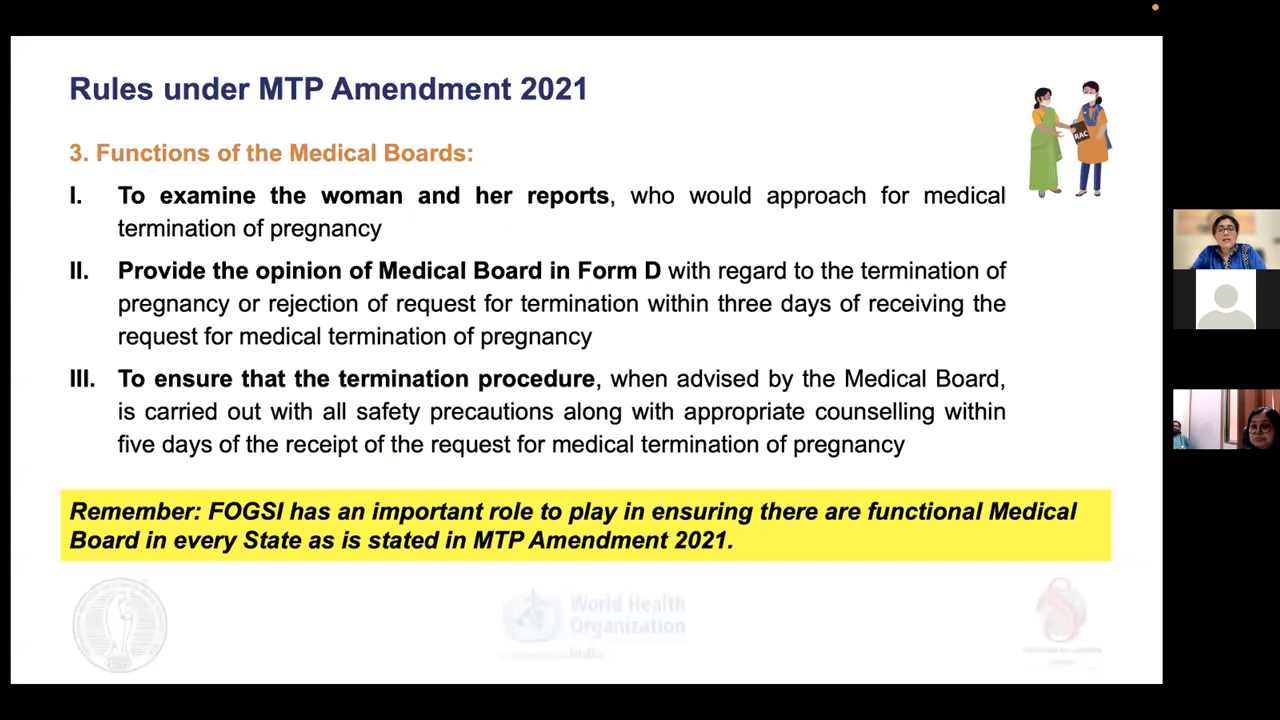 Rules under MTP Amendment 2021
RAC
3. Functions of the Medical Boards:
I. To examine the woman and her reports, who would approach for medical
termination of pregnancy
II. Provide the opinion of Medical Board in Form D with regard to the termination of
pregnancy or rejection of request for termination within three days of receiving the
request for medical termination of pregnancy
III. To ensure that the termination procedure, when advised by the Medical Board,
is carried out with all safety precautions along with appropriate counselling within
five days of the receipt of the request for medical termination of pregnancy
Remember: FOGSI has an important role to play in ensuring there are functional Medical
Board in every State as is stated in MTP Amendment 2021.
World Health
Organization
India